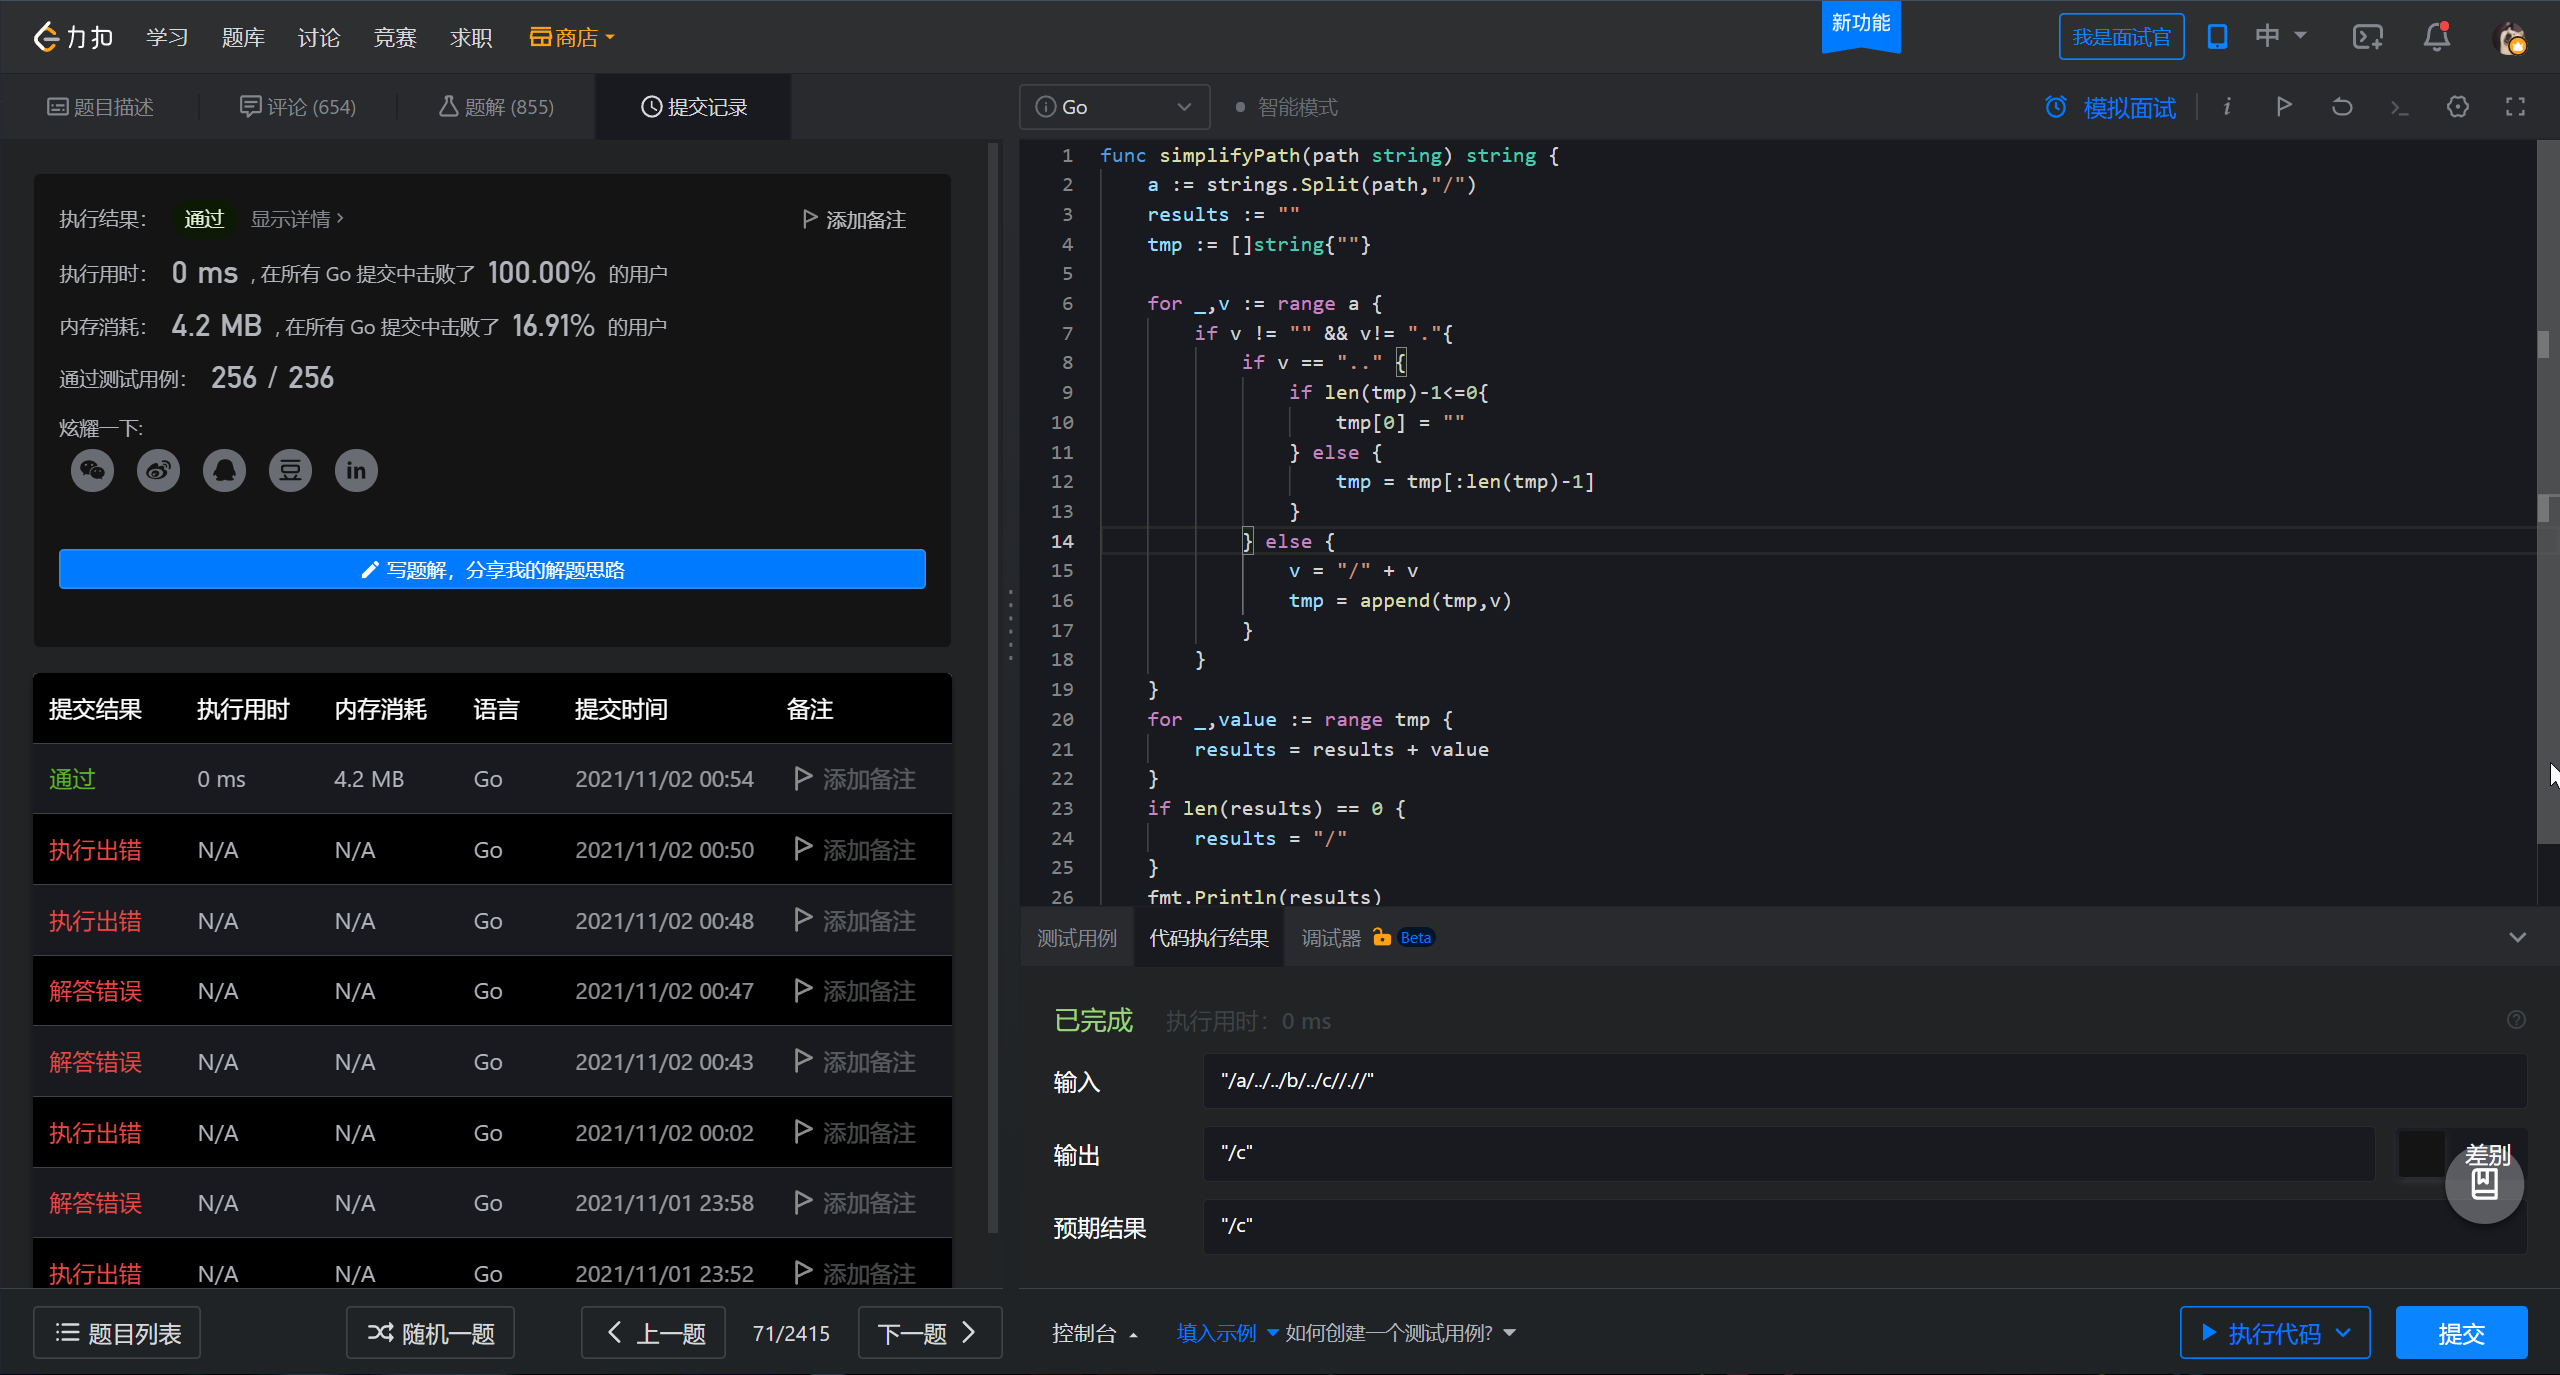 力扣 学习 题库 讨论 竞赛 求职 商店 新功能 我是面试官 中
题目描述 评论 (654) 题解 (855) 提交记录
执行结果： 通过 显示详情 添加备注
执行用时： 0 ms , 在所有 Go 提交中击败了 100.00% 的用户
内存消耗： 4.2 MB , 在所有 Go 提交中击败了 16.91% 的用户
通过测试用例： 256 / 256
炫耀一下:
豆 in
写题解，分享我的解题思路
提交结果 执行用时 内存消耗 语言 提交时间 备注
通过 0 ms 4.2 MB Go 2021/11/02 00:54 添加备注
执行出错 N/A N/A Go 2021/11/02 00:50 添加备注
执行出错 N/A N/A Go 2021/11/02 00:48 添加备注
解答错误 N/A N/A Go 2021/11/02 00:47 添加备注
解答错误 N/A N/A Go 2021/11/02 00:43 添加备注
执行出错 N/A N/A Go 2021/11/02 00:02 添加备注
解答错误 N/A N/A Go 2021/11/01 23:58 添加备注
执行出错 N/A N/A Go 2021/11/01 23:52 添加备注
题目列表 随机一题 上一题 71/2415 下一题
Go 智能模式 模拟面试
1 func simplifyPath(path string) string {
2     a := strings.Split(path,"/")
3     results := ""
4     tmp := []string{""}
5
6     for _,v := range a {
7         if v != "" && v!= "."{
8             if v == ".." {
9                 if len(tmp)-1<=0{
10                     tmp[0] = ""
11                 } else {
12                     tmp = tmp[:len(tmp)-1]
13                 }
14             } else {
15                 v = "/" + v
16                 tmp = append(tmp,v)
17             }
18         }
19     }
20     for _,value := range tmp {
21         results = results + value
22     }
23     if len(results) == 0 {
24         results = "/"
25     }
26     fmt.Println(results)
测试用例 代码执行结果 调试器 Beta
已完成 执行用时：0 ms
输入 "/a/../../b/../c//.//"
输出 "/c" 差别
预期结果 "/c"
控制台 填入示例 如何创建一个测试用例? 执行代码 提交